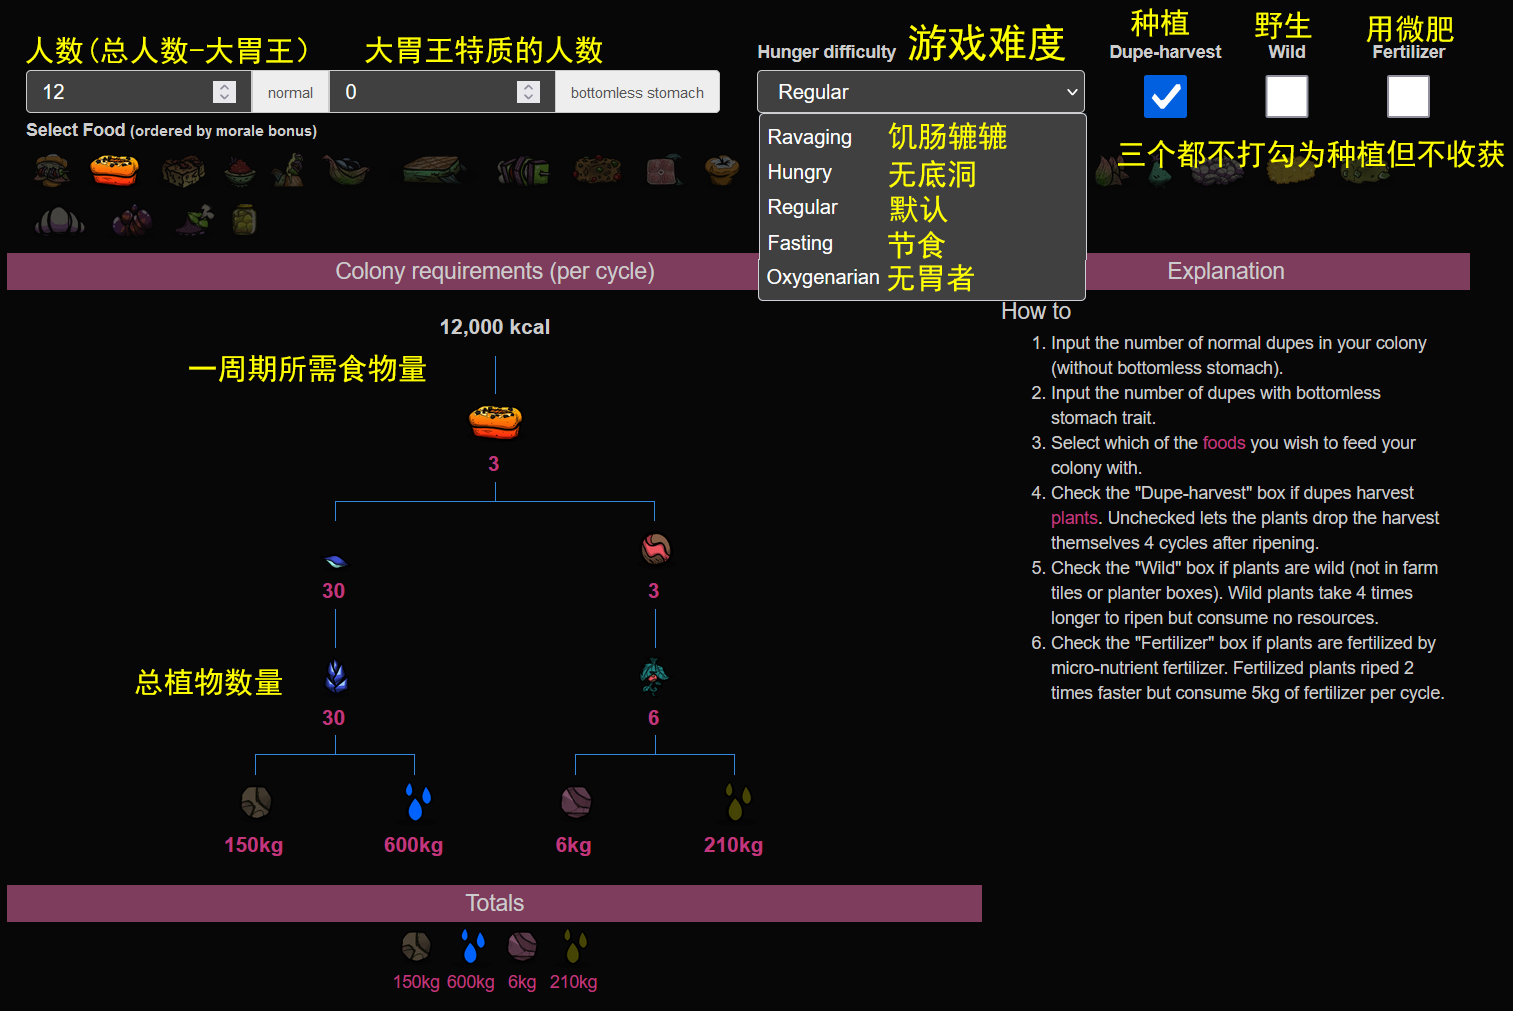 人数(总人数-大胃王)
大胃王特质的人数
12
normal
0
bottomless stomach
Select Food (ordered by morale bonus)
Hunger difficulty
游戏难度
Regular
Ravaging 饥肠辘辘
Hungry 无底洞
Regular 默认
Fasting 节食
Oxygenarian 无胃者
种植
Dupe-harvest
野生
Wild
用微肥
Fertilizer
三个都不打勾为种植但不收获
Colony requirements (per cycle)
12,000 kcal
一周期所需食物量
3
30
3
总植物数量
30
6
150kg
600kg
6kg
210kg
Totals
150kg 600kg 6kg 210kg
Explanation
How to
1. Input the number of normal dupes in your colony
(without bottomless stomach).
2. Input the number of dupes with bottomless
stomach trait.
3. Select which of the foods you wish to feed your
colony with.
4. Check the "Dupe-harvest" box if dupes harvest
plants. Unchecked lets the plants drop the harvest
themselves 4 cycles after ripening.
5. Check the "Wild" box if plants are wild (not in farm
tiles or planter boxes). Wild plants take 4 times
longer to ripen but consume no resources.
6. Check the "Fertilizer" box if plants are fertilized by
micro-nutrient fertilizer. Fertilized plants riped 2
times faster but consume 5kg of fertilizer per cycle.